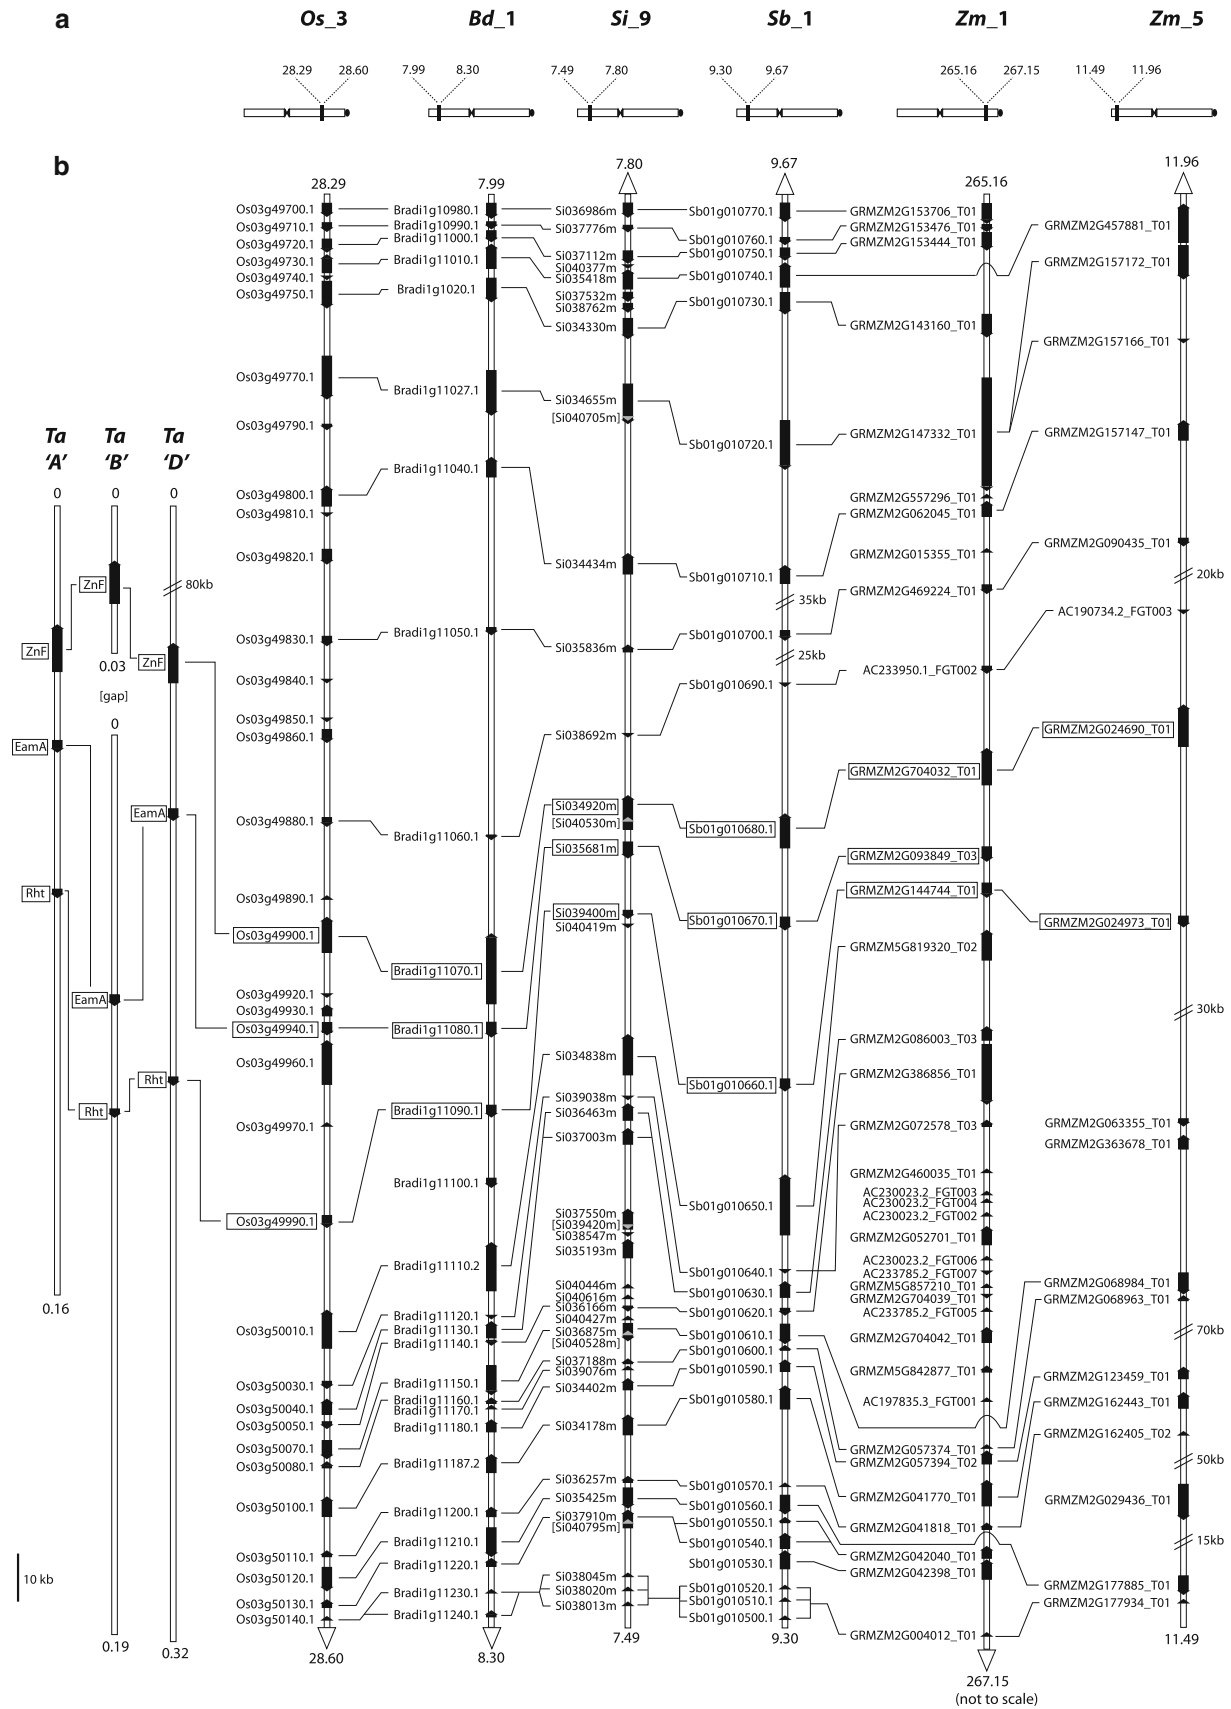 a
Os_3
Bd_1
Si_9
Sb_1
Zm_1
Zm_5
28.29
28.60
7.99
8.30
7.49
7.80
9.30
9.67
265.16
267.15
11.49
11.96
b
Ta 'A'
0
ZnF
EamA
Rht
0.16
Ta 'B'
0
ZnF
0.03
[gap]
0
EamA
Rht
0.19
Ta 'D'
0
80kb
ZnF
EamA
Rht
0.32
10 kb
28.29
Os03g49700.1
Os03g49710.1
Os03g49720.1
Os03g49730.1
Os03g49740.1
Os03g49750.1
Os03g49770.1
Os03g49790.1
Os03g49800.1
Os03g49810.1
Os03g49820.1
Os03g49830.1
Os03g49840.1
Os03g49850.1
Os03g49860.1
Os03g49880.1
Os03g49890.1
Os03g49900.1
Os03g49920.1
Os03g49930.1
Os03g49940.1
Os03g49960.1
Os03g49970.1
Os03g49990.1
Os03g50010.1
Os03g50030.1
Os03g50040.1
Os03g50050.1
Os03g50070.1
Os03g50080.1
Os03g50100.1
Os03g50110.1
Os03g50120.1
Os03g50130.1
Os03g50140.1
28.60
7.99
Bradi1g10980.1
Bradi1g10990.1
Bradi1g11000.1
Bradi1g11010.1
Bradi1g1020.1
Bradi1g11027.1
Bradi1g11040.1
Bradi1g11050.1
Bradi1g11060.1
Bradi1g11070.1
Bradi1g11080.1
Bradi1g11090.1
Bradi1g11100.1
Bradi1g11110.2
Bradi1g11120.1
Bradi1g11130.1
Bradi1g11140.1
Bradi1g11150.1
Bradi1g11160.1
Bradi1g11170.1
Bradi1g11180.1
Bradi1g11187.2
Bradi1g11200.1
Bradi1g11210.1
Bradi1g11220.1
Bradi1g11230.1
Bradi1g11240.1
8.30
7.80
Si036986m
Si037776m
Si037112m
Si040377m
Si035418m
Si037532m
Si038762m
Si034330m
Si034655m
[Si040705m]
Si034434m
Si035836m
Si038692m
Si034920m
[Si040530m]
Si035681m
Si039400m
Si040419m
Si034838m
Si039038m
Si036463m
Si037003m
Si037550m
[Si039420m]
Si038547m
Si035193m
Si040446m
Si040616m
Si036166m
Si040427m
Si036875m
[Si040528m]
Si037188m
Si039076m
Si034402m
Si034178m
Si036257m
Si035425m
Si037910m
[Si040795m]
Si038045m
Si038020m
Si038013m
7.49
9.67
Sb01g010770.1
Sb01g010760.1
Sb01g010750.1
Sb01g010740.1
Sb01g010730.1
Sb01g010720.1
Sb01g010710.1
35kb
Sb01g010700.1
25kb
Sb01g010690.1
Sb01g010680.1
Sb01g010670.1
Sb01g010660.1
Sb01g010650.1
Sb01g010640.1
Sb01g010630.1
Sb01g010620.1
Sb01g010610.1
Sb01g010600.1
Sb01g010590.1
Sb01g010580.1
Sb01g010570.1
Sb01g010560.1
Sb01g010550.1
Sb01g010540.1
Sb01g010530.1
Sb01g010520.1
Sb01g010510.1
Sb01g010500.1
9.30
265.16
GRMZM2G153706_T01
GRMZM2G153476_T01
GRMZM2G153444_T01
GRMZM2G143160_T01
GRMZM2G147332_T01
GRMZM2G557296_T01
GRMZM2G062045_T01
GRMZM2G015355_T01
GRMZM2G469224_T01
AC233950.1_FGT002
GRMZM2G704032_T01
GRMZM2G093849_T03
GRMZM2G144744_T01
GRMZM5G819320_T02
GRMZM2G086003_T03
GRMZM2G386856_T01
GRMZM2G072578_T03
GRMZM2G460035_T01
AC230023.2_FGT003
AC230023.2_FGT004
AC230023.2_FGT002
GRMZM2G052701_T01
AC230023.2_FGT006
AC233785.2_FGT007
GRMZM5G857210_T01
GRMZM2G704039_T01
AC233785.2_FGT005
GRMZM2G704042_T01
GRMZM5G842877_T01
AC197835.3_FGT001
GRMZM2G057374_T01
GRMZM2G057394_T02
GRMZM2G041770_T01
GRMZM2G041818_T01
GRMZM2G042040_T01
GRMZM2G042398_T01
GRMZM2G004012_T01
267.15
(not to scale)
11.96
GRMZM2G457881_T01
GRMZM2G157172_T01
GRMZM2G157166_T01
GRMZM2G157147_T01
GRMZM2G090435_T01
20kb
AC190734.2_FGT003
GRMZM2G024690_T01
GRMZM2G024973_T01
30kb
GRMZM2G063355_T01
GRMZM2G363678_T01
GRMZM2G068984_T01
GRMZM2G068963_T01
70kb
GRMZM2G123459_T01
GRMZM2G162443_T01
GRMZM2G162405_T02
50kb
GRMZM2G029436_T01
15kb
GRMZM2G177885_T01
GRMZM2G177934_T01
11.49